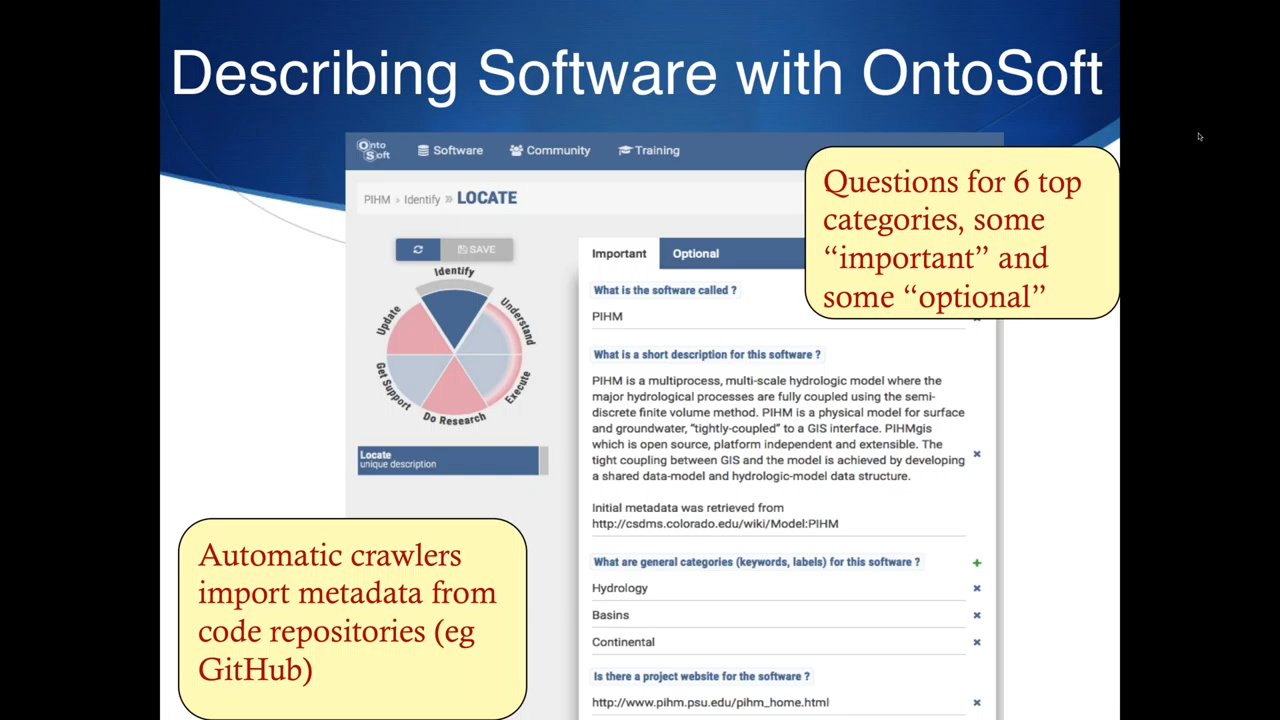 Describing Software with OntoSoft
Onto
Soft
Software
Community
Training
PIHM » Identify » LOCATE
Questions for 6 top
categories, some
“important” and
some “optional”
SAVE
Identify
Understand
Execute
Do Research
Get Support
Update
Locate
unique description
Important
Optional
What is the software called ?
PIHM
What is a short description for this software ?
PIHM is a multiprocess, multi-scale hydrologic model where the
major hydrological processes are fully coupled using the semi-
discrete finite volume method. PIHM is a physical model for surface
and groundwater, “tightly-coupled” to a GIS interface. PIHMgis
which is open source, platform independent and extensible. The
tight coupling between GIS and the model is achieved by developing
a shared data-model and hydrologic-model data structure.
Initial metadata was retrieved from
http://csdms.colorado.edu/wiki/Model:PIHM
What are general categories (keywords, labels) for this software ?
Hydrology
Basins
Continental
Is there a project website for the software ?
http://www.pihm.psu.edu/pihm_home.html
Automatic crawlers
import metadata from
code repositories (eg
GitHub)